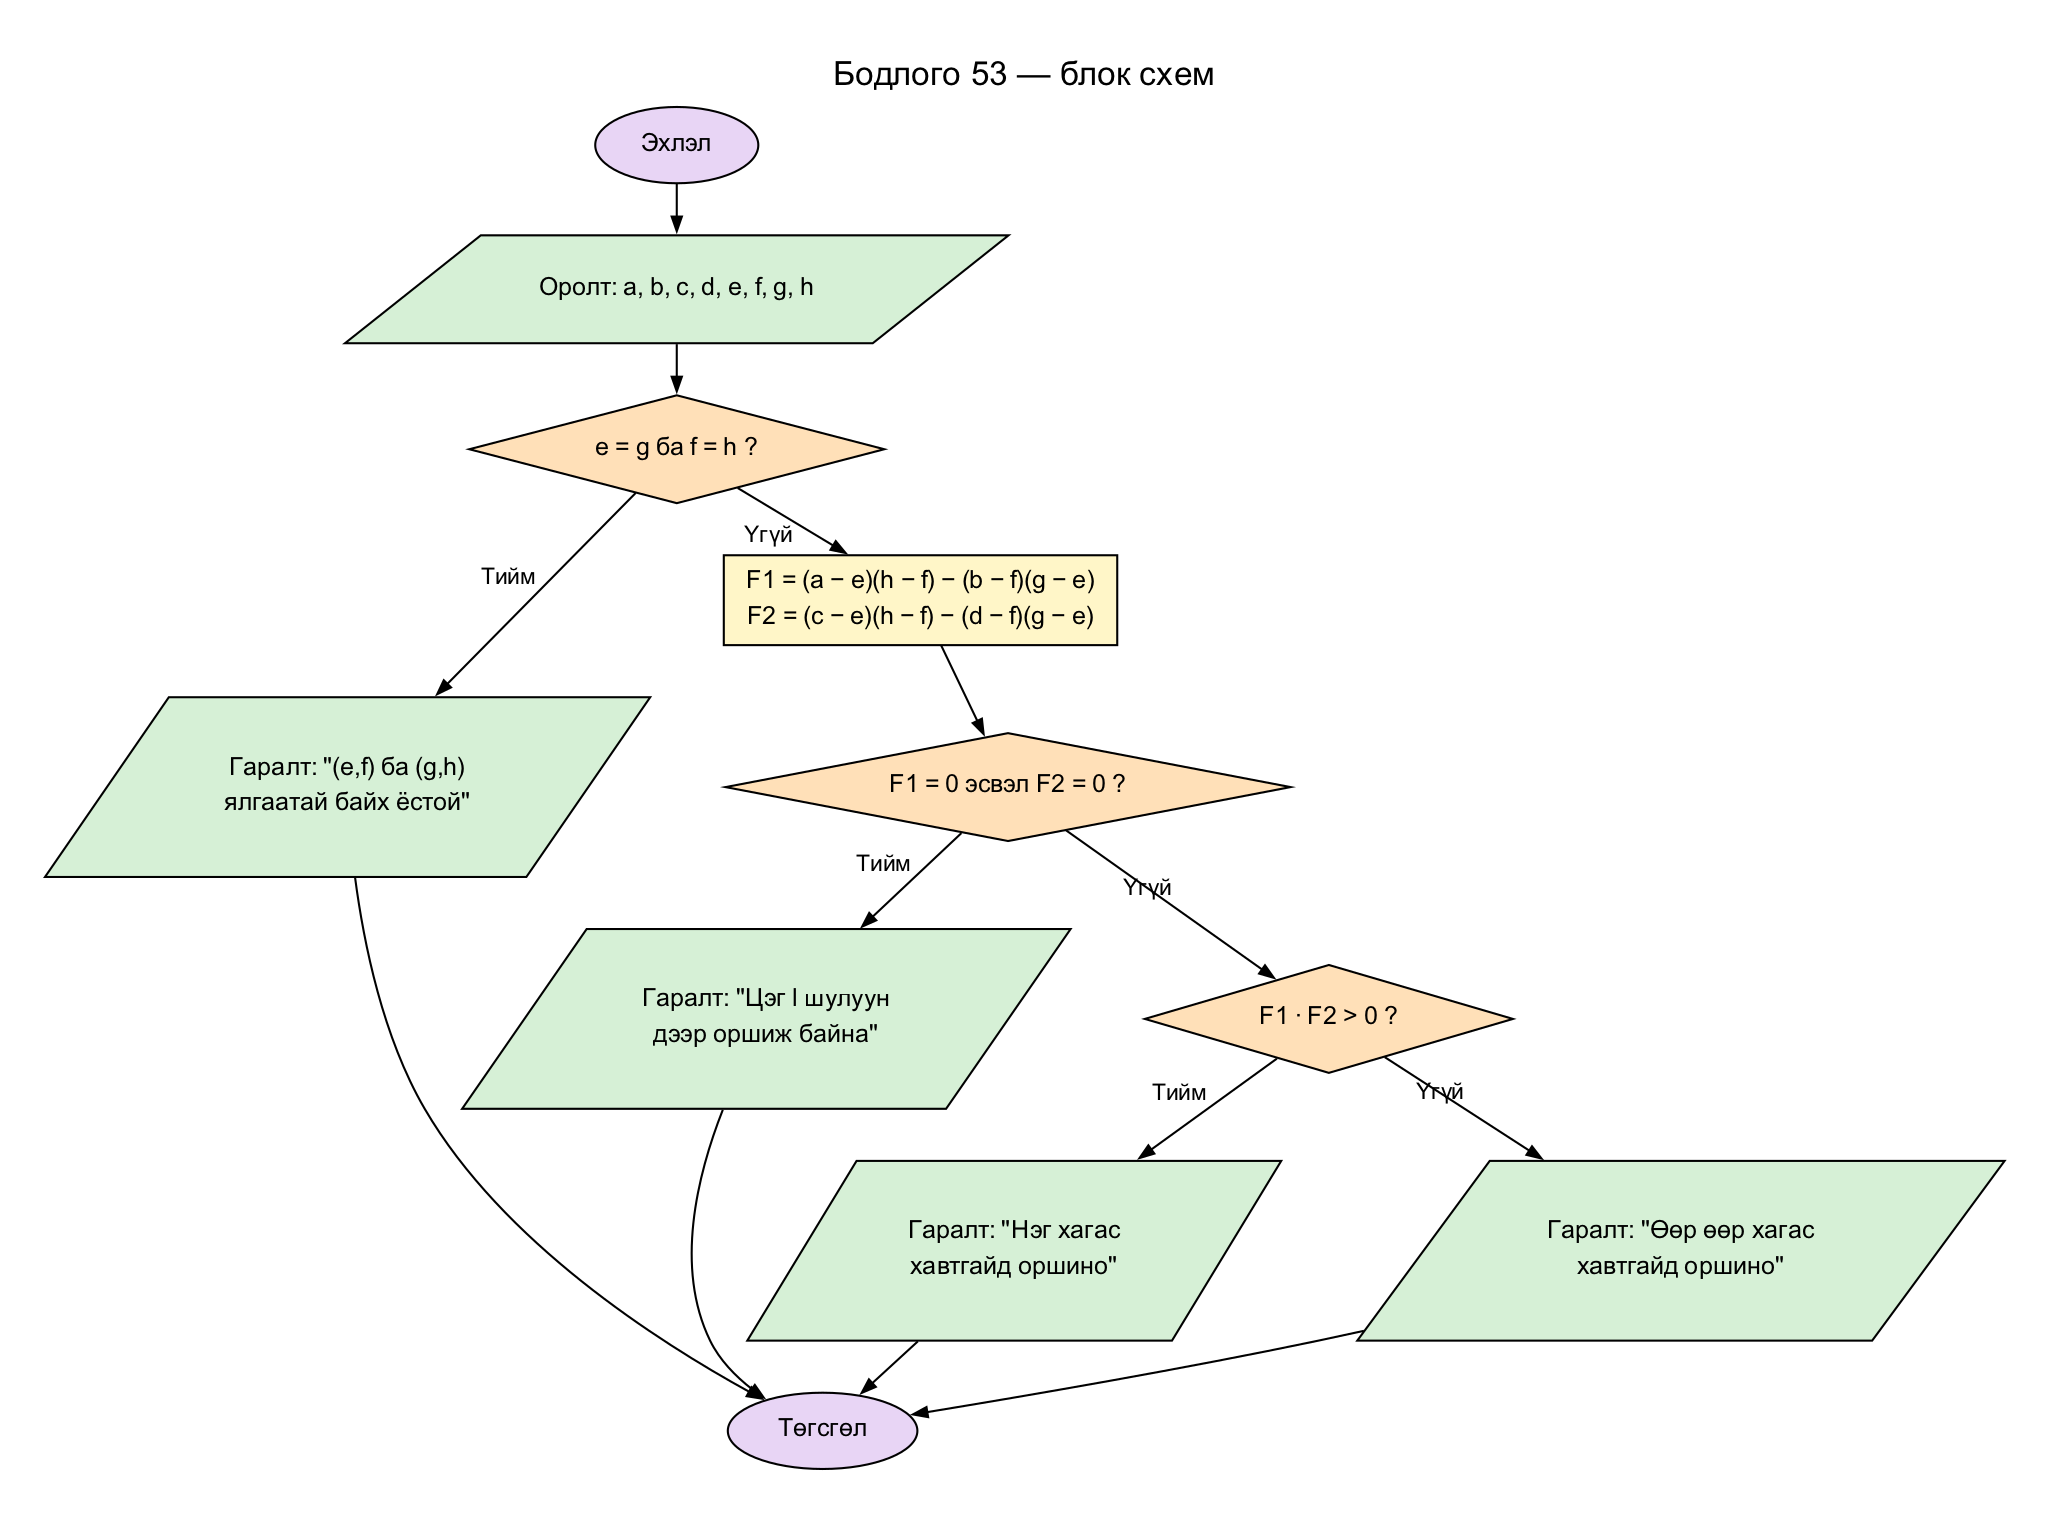 Бодлого 53 — блок схем
Эхлэл
Оролт: a, b, c, d, e, f, g, h
e = g ба f = h ?
Үгүй
Тийм
F1 = (a − e)(h − f) − (b − f)(g − e)
F2 = (c − e)(h − f) − (d − f)(g − e)
Гаралт: "(e,f) ба (g,h)
ялгаатай байх ёстой"
F1 = 0 эсвэл F2 = 0 ?
Тийм
Үгүй
Гаралт: "Цэг l шулуун
дээр оршиж байна"
F1 · F2 > 0 ?
Тийм
Үгүй
Гаралт: "Нэг хагас
хавтгайд оршино"
Гаралт: "Өөр өөр хагас
хавтгайд оршино"
Төгсгөл